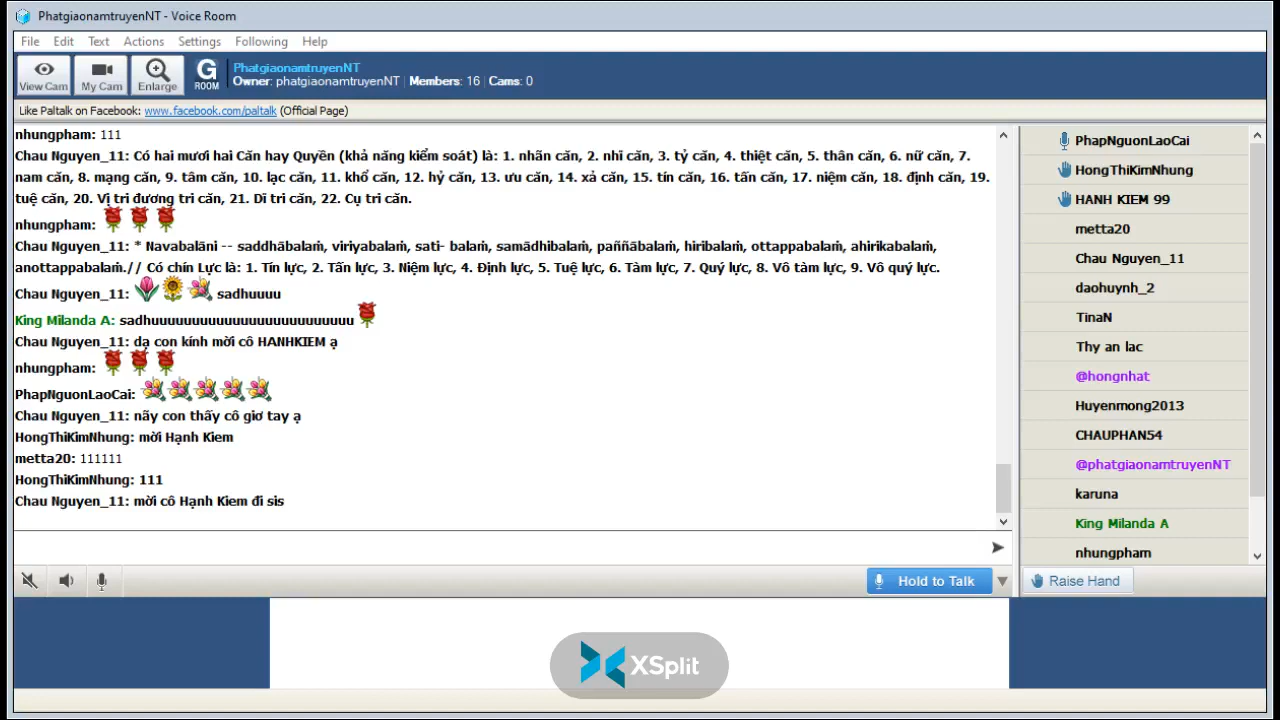 PhatgiaonamtruyenNT - Voice Room
File Edit Text Actions Settings Following Help
View Cam My Cam Enlarge G ROOM
PhatgiaonamtruyenNT
Owner: phatgiaonamtruyenNT | Members: 16 | Cams: 0
Like Paltalk on Facebook: www.facebook.com/paltalk (Official Page)
nhungpham: 111
Chau Nguyen_11: Có hai mươi hai Căn hay Quyền (khả năng kiểm soát) là: 1. nhãn căn, 2. nhĩ căn, 3. tỷ căn, 4. thiệt căn, 5. thân căn, 6. nữ căn, 7.
nam căn, 8. mạng căn, 9. tâm căn, 10. lạc căn, 11. khổ căn, 12. hỷ căn, 13. ưu căn, 14. xả căn, 15. tín căn, 16. tấn căn, 17. niệm căn, 18. định căn, 19.
tuệ căn, 20. Vị tri đương tri căn, 21. Dĩ tri căn, 22. Cụ tri căn.
nhungpham:
Chau Nguyen_11: * Navabalāni -- saddhābalaṁ, viriyabalaṁ, sati- balaṁ, samādhibalaṁ, paññābalaṁ, hiribalaṁ, ottappabalaṁ, ahirikabalaṁ,
anottappabalaṁ.// Có chín Lực là: 1. Tín lực, 2. Tấn lực, 3. Niệm lực, 4. Định lực, 5. Tuệ lực, 6. Tàm lực, 7. Quý lực, 8. Vô tàm lực, 9. Vô quý lực.
Chau Nguyen_11: sadhuuuu
King Milanda A: sadhuuuuuuuuuuuuuuuuuuuuuuuuu
Chau Nguyen_11: dạ con kính mời cô HANHKIEM ạ
nhungpham:
PhapNguonLaoCai:
Chau Nguyen_11: nãy con thấy cô giơ tay ạ
HongThiKimNhung: mời Hạnh Kiem
metta20: 111111
HongThiKimNhung: 111
Chau Nguyen_11: mời cô Hạnh Kiem đi sis
PhapNguonLaoCai
HongThiKimNhung
HANH KIEM 99
metta20
Chau Nguyen_11
daohuynh_2
TinaN
Thy an lac
@hongnhat
Huyenmong2013
CHAUPHAN54
@phatgiaonamtruyenNT
karuna
King Milanda A
nhungpham
Hold to Talk
Raise Hand
XSplit